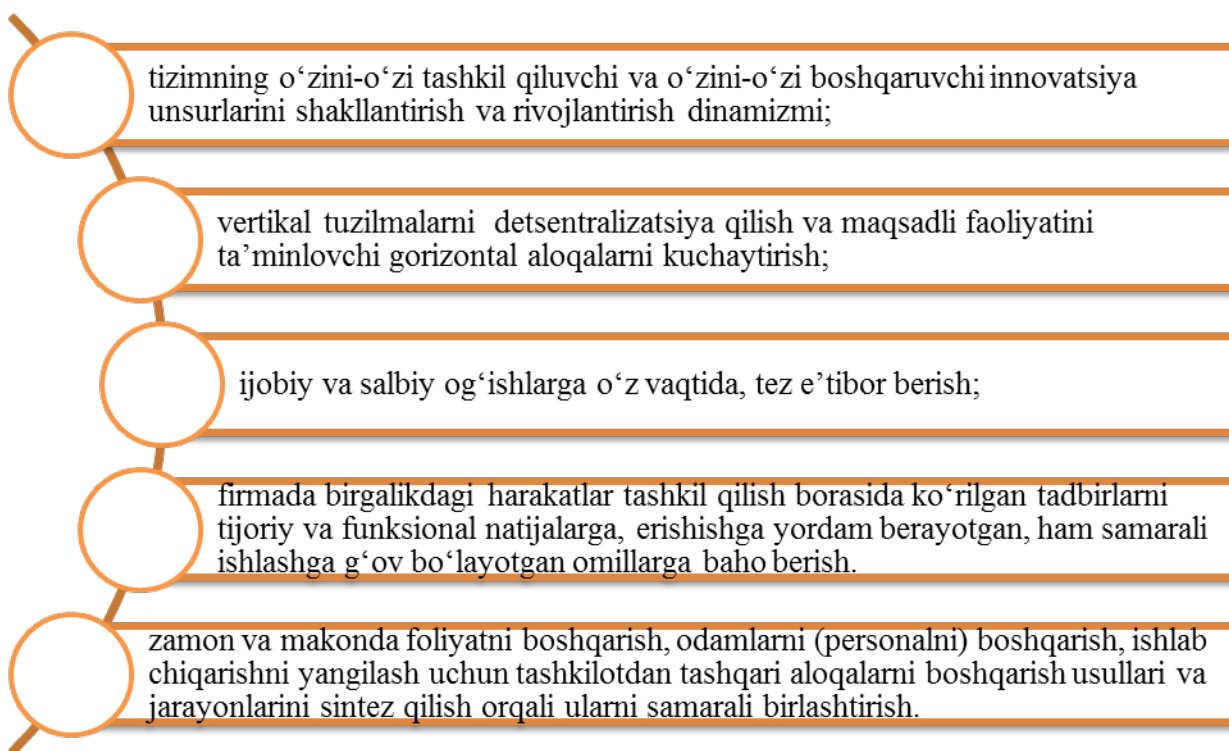 tizimning o‘zini-o‘zi tashkil qiluvchi va o‘zini-o‘zi boshqaruvchi innovatsiya
unsurlarini shakllantirish va rivojlantirish dinamizmi;
vertikal tuzilmalarni detsentralizatsiya qilish va maqsadli faoliyatini
ta’minlovchi gorizontal aloqalarni kuchaytirish;
ijobiy va salbiy og‘ishlarga o‘z vaqtida, tez e’tibor berish;
firmada birgalikdagi harakatlar tashkil qilish borasida ko‘rilgan tadbirlarni
tijoriy va funksional natijalarga, erishishga yordam berayotgan, ham samarali
ishlashga g‘ov bo‘layotgan omillarga baho berish.
zamon va makonda foliyatni boshqarish, odamlarni (personalni) boshqarish, ishlab
chiqarishni yangilash uchun tashkilotdan tashqari aloqalarni boshqarish usullari va
jarayonlarini sintez qilish orqali ularni samarali birlashtirish.